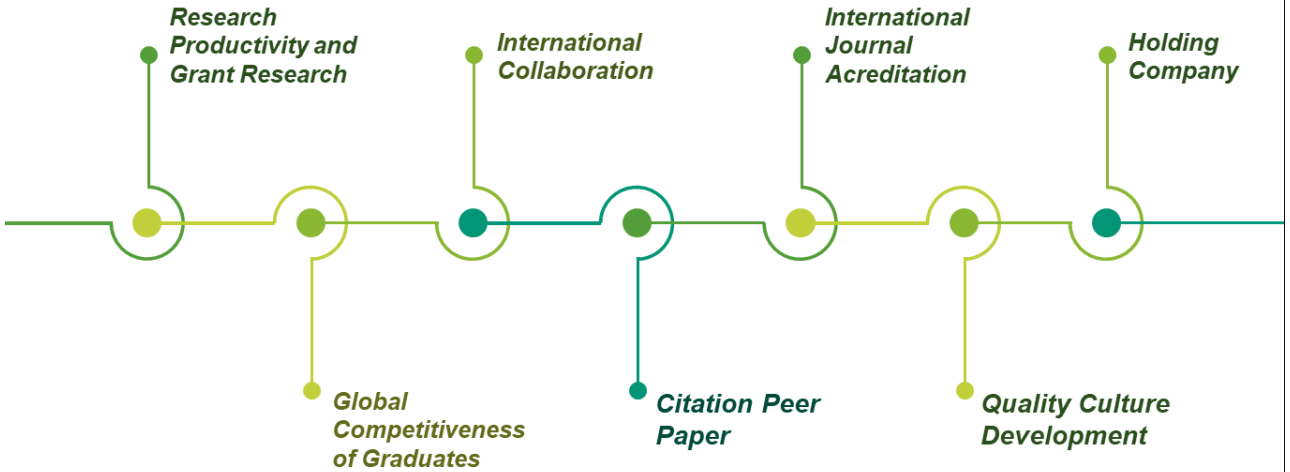 Research
Productivity and
Grant Research
International
Collaboration
International
Journal
Acreditation
Holding
Company
Global
Competitiveness
of Graduates
Citation Peer
Paper
Quality Culture
Development